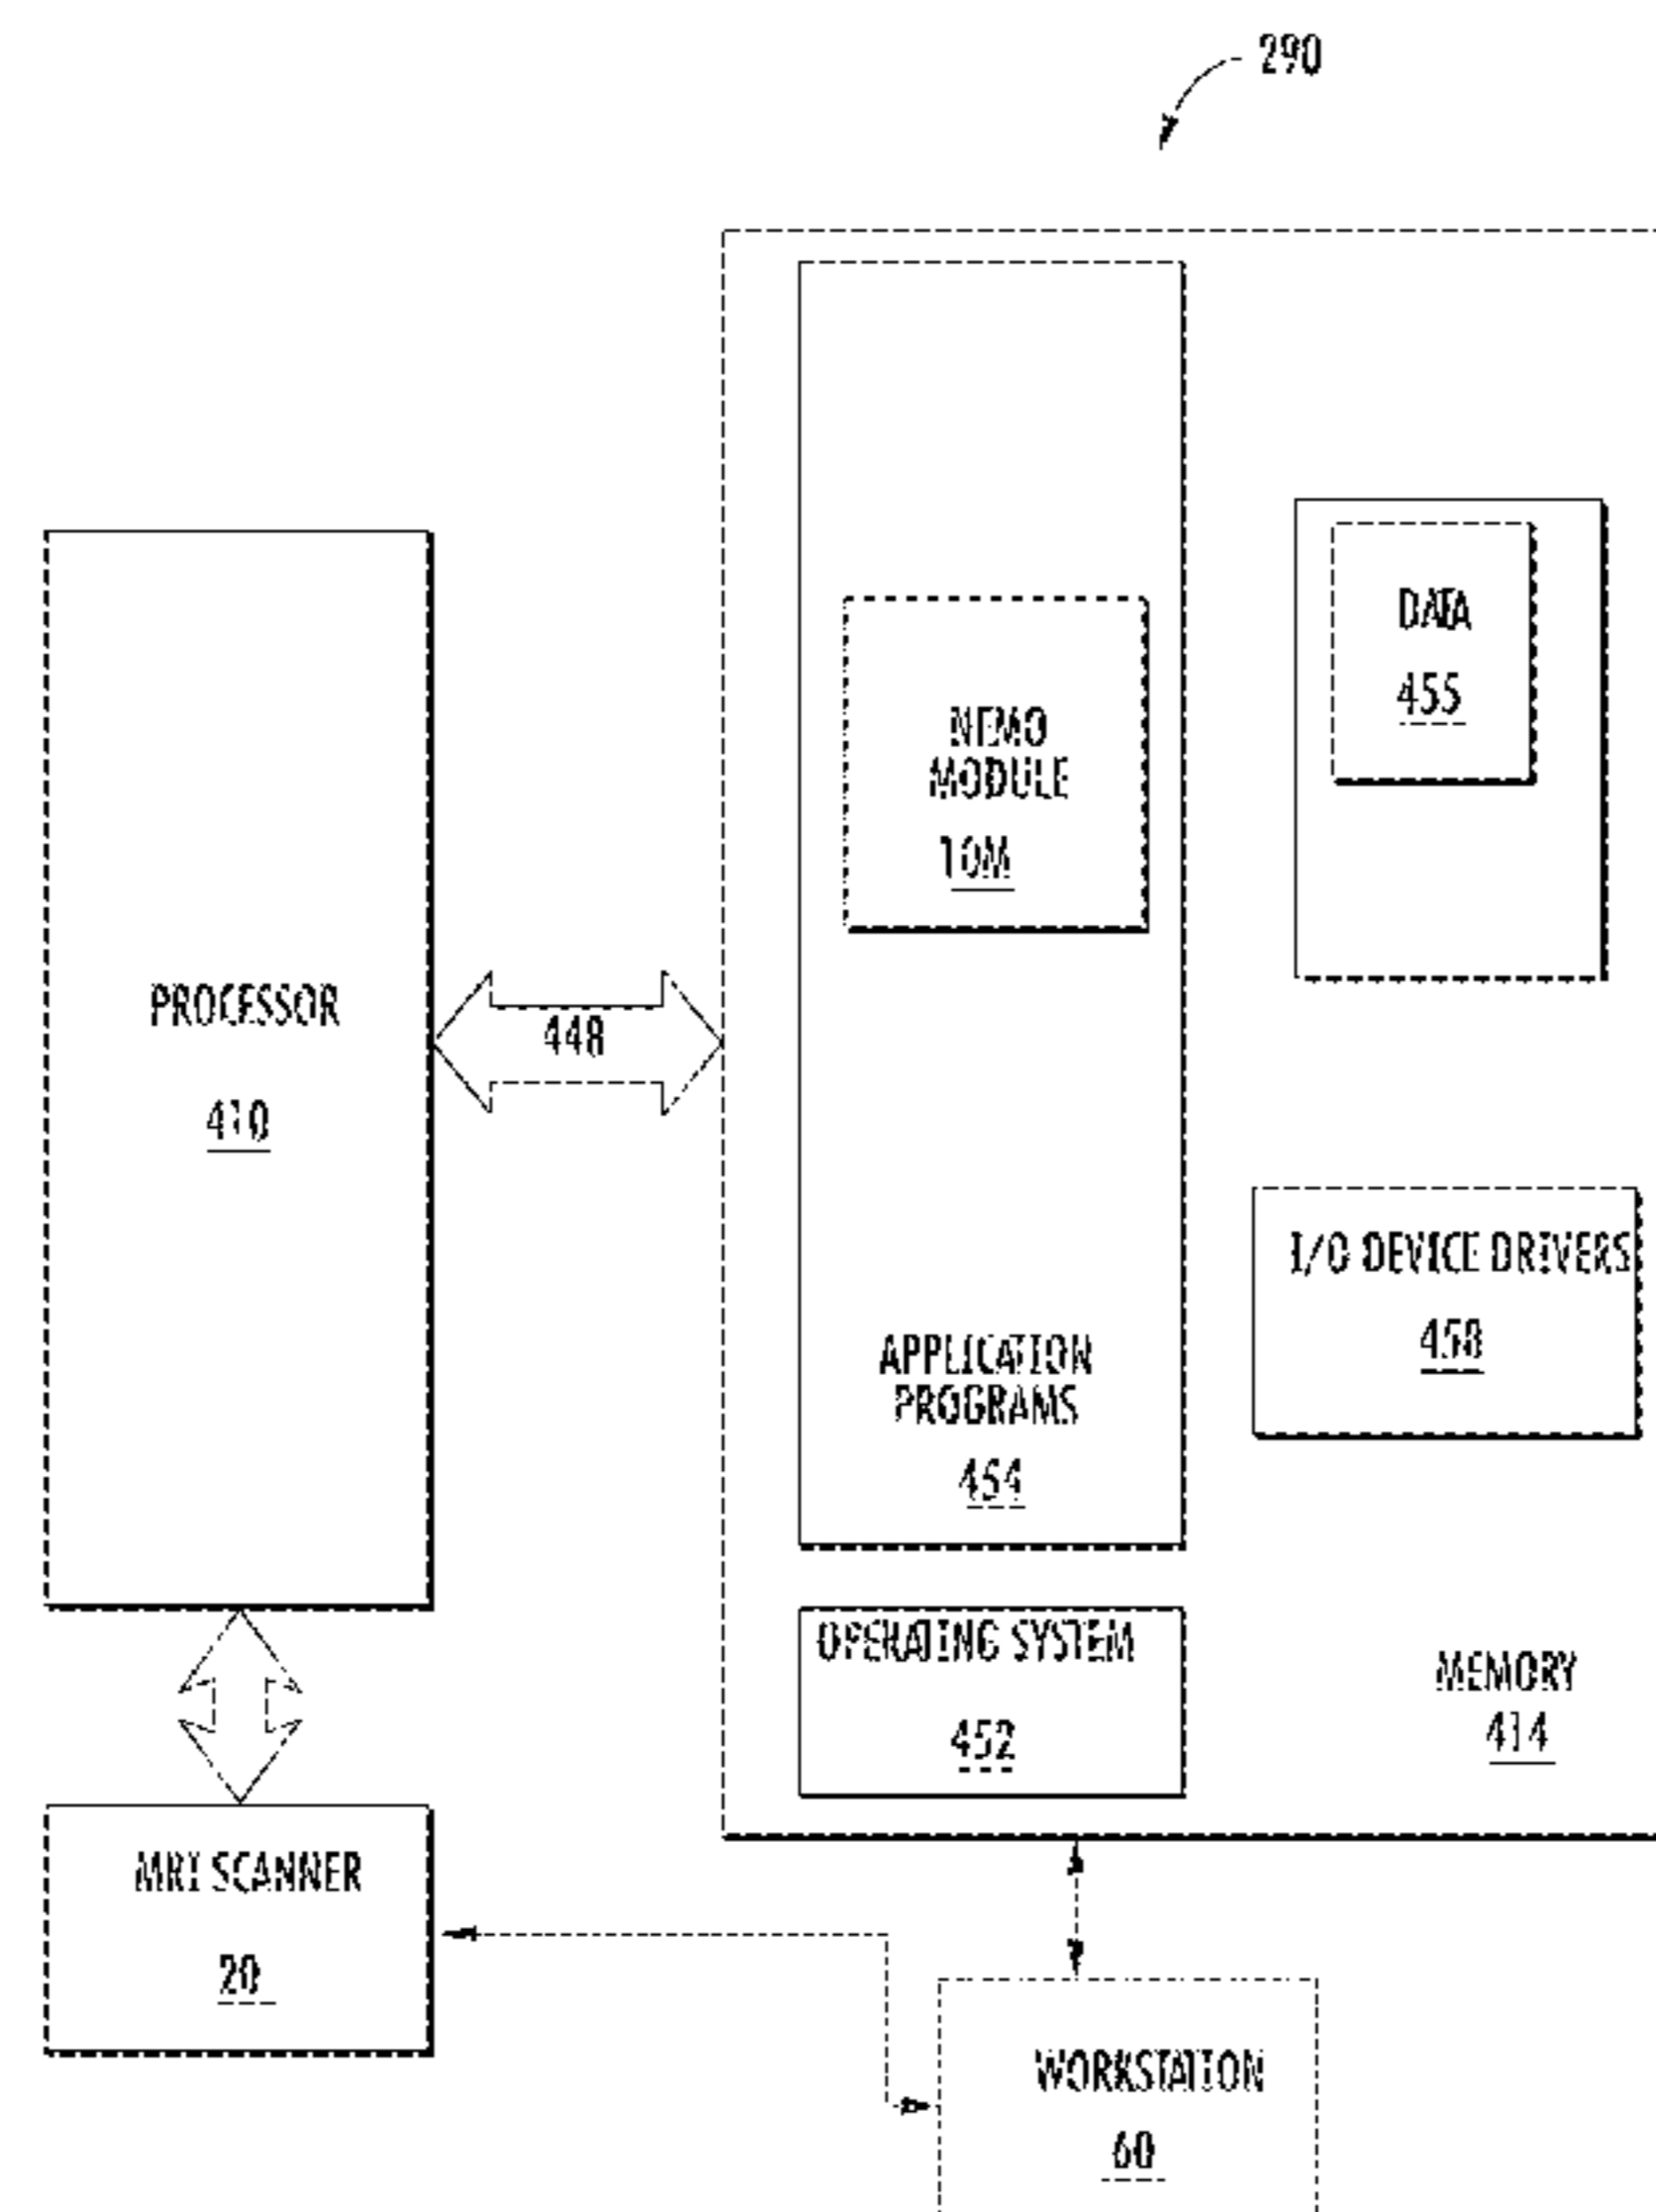 290
DATA
455
NEMO
MODULE
10M
PROCESSOR
410
448
I/O DEVICE DRIVERS
458
APPLICATION
PROGRAMS
454
OPERATING SYSTEM
452
MEMORY
414
MRI SCANNER
20
WORKSTATION
60